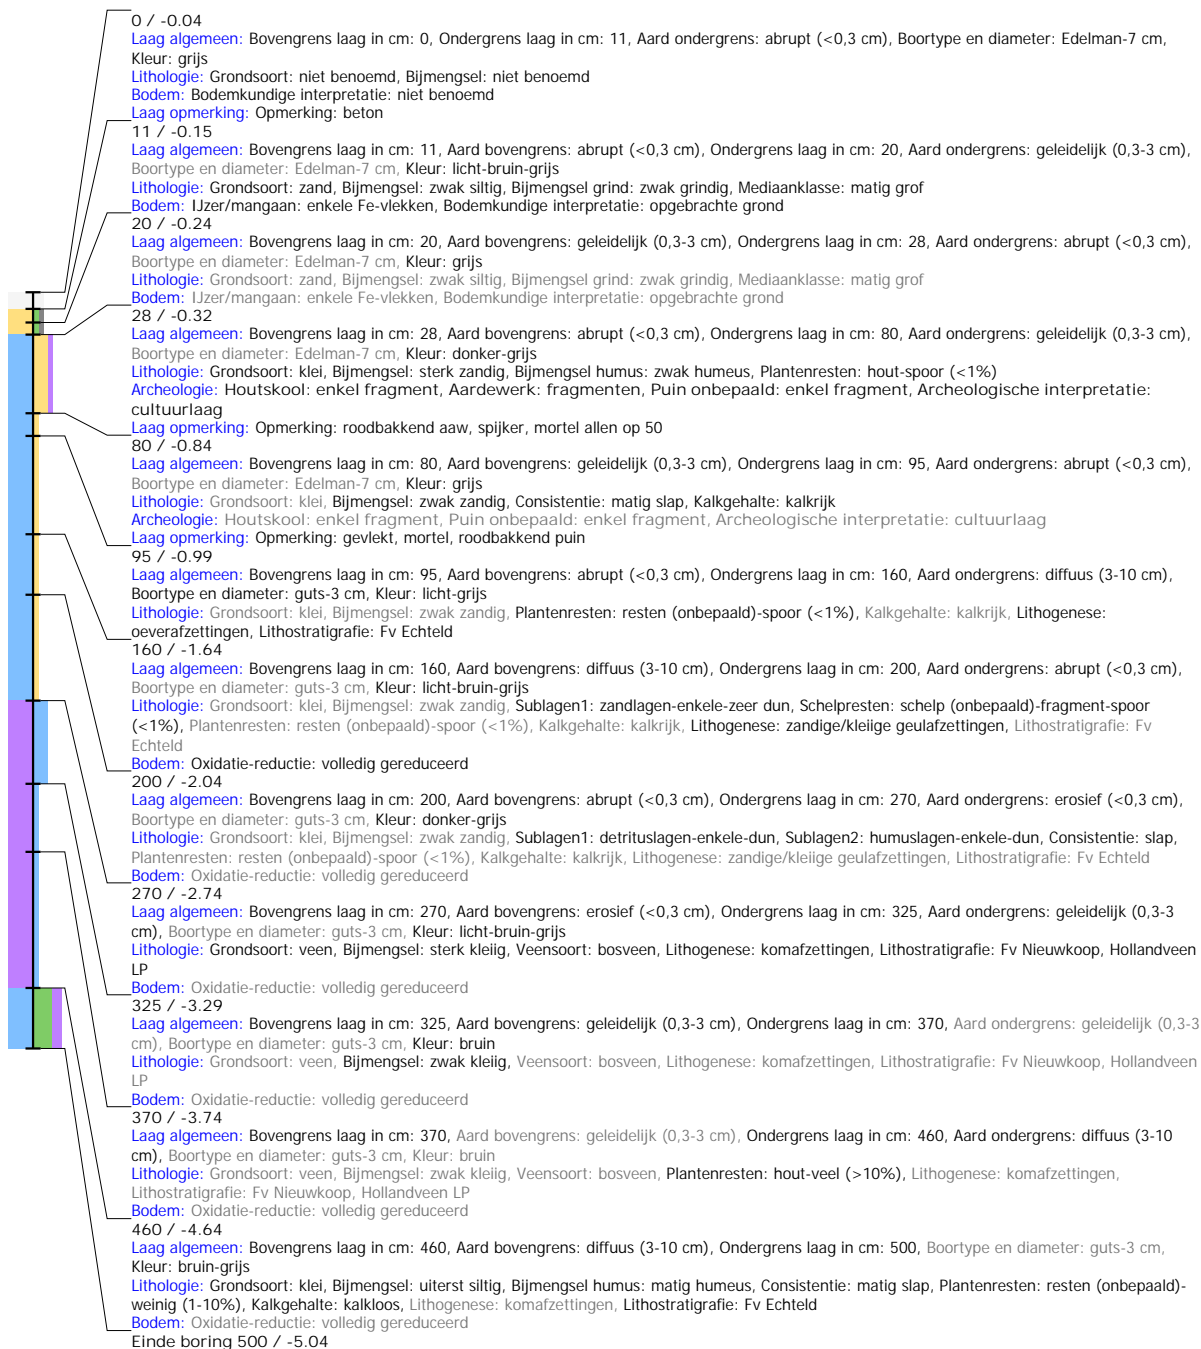 0 / -0.04
Laag algemeen: Bovengrens laag in cm: 0, Ondergrens laag in cm: 11, Aard ondergrens: abrupt (<0,3 cm), Boortype en diameter: Edelman-7 cm,
Kleur: grijs
Lithologie: Grondsoort: niet benoemd, Bijmengsel: niet benoemd
Bodem: Bodemkundige interpretatie: niet benoemd
Laag opmerking: Opmerking: beton
11 / -0.15
Laag algemeen: Bovengrens laag in cm: 11, Aard bovengrens: abrupt (<0,3 cm), Ondergrens laag in cm: 20, Aard ondergrens: geleidelijk (0,3-3 cm),
Boortype en diameter: Edelman-7 cm, Kleur: licht-bruin-grijs
Lithologie: Grondsoort: zand, Bijmengsel: zwak siltig, Bijmengsel grind: zwak grindig, Mediaanklasse: matig grof
Bodem: IJzer/mangaan: enkele Fe-vlekken, Bodemkundige interpretatie: opgebrachte grond
20 / -0.24
Laag algemeen: Bovengrens laag in cm: 20, Aard bovengrens: geleidelijk (0,3-3 cm), Ondergrens laag in cm: 28, Aard ondergrens: abrupt (<0,3 cm),
Boortype en diameter: Edelman-7 cm, Kleur: grijs
Lithologie: Grondsoort: zand, Bijmengsel: zwak siltig, Bijmengsel grind: zwak grindig, Mediaanklasse: matig grof
Bodem: IJzer/mangaan: enkele Fe-vlekken, Bodemkundige interpretatie: opgebrachte grond
28 / -0.32
Laag algemeen: Bovengrens laag in cm: 28, Aard bovengrens: abrupt (<0,3 cm), Ondergrens laag in cm: 80, Aard ondergrens: geleidelijk (0,3-3 cm),
Boortype en diameter: Edelman-7 cm, Kleur: donker-grijs
Lithologie: Grondsoort: klei, Bijmengsel: sterk zandig, Bijmengsel humus: zwak humeus, Plantenresten: hout-spoor (<1%)
Archeologie: Houtskool: enkel fragment, Aardewerk: fragmenten, Puin onbepaald: enkel fragment, Archeologische interpretatie:
cultuurlaag
Laag opmerking: Opmerking: roodbakkend aaw, spijker, mortel allen op 50
80 / -0.84
Laag algemeen: Bovengrens laag in cm: 80, Aard bovengrens: geleidelijk (0,3-3 cm), Ondergrens laag in cm: 95, Aard ondergrens: abrupt (<0,3 cm),
Boortype en diameter: Edelman-7 cm, Kleur: grijs
Lithologie: Grondsoort: klei, Bijmengsel: zwak zandig, Consistentie: matig slap, Kalkgehalte: kalkrijk
Archeologie: Houtskool: enkel fragment, Puin onbepaald: enkel fragment, Archeologische interpretatie: cultuurlaag
Laag opmerking: Opmerking: gevlekt, mortel, roodbakkend puin
95 / -0.99
Laag algemeen: Bovengrens laag in cm: 95, Aard bovengrens: abrupt (<0,3 cm), Ondergrens laag in cm: 160, Aard ondergrens: diffuus (3-10 cm),
Boortype en diameter: guts-3 cm, Kleur: licht-grijs
Lithologie: Grondsoort: klei, Bijmengsel: zwak zandig, Plantenresten: resten (onbepaald)-spoor (<1%), Kalkgehalte: kalkrijk, Lithogenese:
oeverafzettingen, Lithostratigrafie: Fv Echteld
160 / -1.64
Laag algemeen: Bovengrens laag in cm: 160, Aard bovengrens: diffuus (3-10 cm), Ondergrens laag in cm: 200, Aard ondergrens: abrupt (<0,3 cm),
Boortype en diameter: guts-3 cm, Kleur: licht-bruin-grijs
Lithologie: Grondsoort: klei, Bijmengsel: zwak zandig, Sublagen1: zandlagen-enkele-zeer dun, Schelpresten: schelp (onbepaald)-fragment-spoor
(<1%), Plantenresten: resten (onbepaald)-spoor (<1%), Kalkgehalte: kalkrijk, Lithogenese: zandige/kleiige geulafzettingen, Lithostratigrafie: Fv
Echteld
Bodem: Oxidatie-reductie: volledig gereduceerd
200 / -2.04
Laag algemeen: Bovengrens laag in cm: 200, Aard bovengrens: abrupt (<0,3 cm), Ondergrens laag in cm: 270, Aard ondergrens: erosief (<0,3 cm),
Boortype en diameter: guts-3 cm, Kleur: donker-grijs
Lithologie: Grondsoort: klei, Bijmengsel: zwak zandig, Sublagen1: detrituslagen-enkele-dun, Sublagen2: humuslagen-enkele-dun, Consistentie: slap,
Plantenresten: resten (onbepaald)-spoor (<1%), Kalkgehalte: kalkrijk, Lithogenese: zandige/kleiige geulafzettingen, Lithostratigrafie: Fv Echteld
Bodem: Oxidatie-reductie: volledig gereduceerd
270 / -2.74
Laag algemeen: Bovengrens laag in cm: 270, Aard bovengrens: erosief (<0,3 cm), Ondergrens laag in cm: 325, Aard ondergrens: geleidelijk (0,3-3
cm), Boortype en diameter: guts-3 cm, Kleur: licht-bruin-grijs
Lithologie: Grondsoort: veen, Bijmengsel: sterk kleiig, Veensoort: bosveen, Lithogenese: komafzettingen, Lithostratigrafie: Fv Nieuwkoop, Hollandveen
LP
Bodem: Oxidatie-reductie: volledig gereduceerd
325 / -3.29
Laag algemeen: Bovengrens laag in cm: 325, Aard bovengrens: geleidelijk (0,3-3 cm), Ondergrens laag in cm: 370, Aard ondergrens: geleidelijk (0,3-3
cm), Boortype en diameter: guts-3 cm, Kleur: bruin
Lithologie: Grondsoort: veen, Bijmengsel: zwak kleiig, Veensoort: bosveen, Lithogenese: komafzettingen, Lithostratigrafie: Fv Nieuwkoop, Hollandveen
LP
Bodem: Oxidatie-reductie: volledig gereduceerd
370 / -3.74
Laag algemeen: Bovengrens laag in cm: 370, Aard bovengrens: geleidelijk (0,3-3 cm), Ondergrens laag in cm: 460, Aard ondergrens: diffuus (3-10
cm), Boortype en diameter: guts-3 cm, Kleur: bruin
Lithologie: Grondsoort: veen, Bijmengsel: zwak kleiig, Veensoort: bosveen, Plantenresten: hout-veel (>10%), Lithogenese: komafzettingen,
Lithostratigrafie: Fv Nieuwkoop, Hollandveen LP
Bodem: Oxidatie-reductie: volledig gereduceerd
460 / -4.64
Laag algemeen: Bovengrens laag in cm: 460, Aard bovengrens: diffuus (3-10 cm), Ondergrens laag in cm: 500, Boortype en diameter: guts-3 cm,
Kleur: bruin-grijs
Lithologie: Grondsoort: klei, Bijmengsel: uiterst siltig, Bijmengsel humus: matig humeus, Consistentie: matig slap, Plantenresten: resten (onbepaald)-
weinig (1-10%), Kalkgehalte: kalkloos, Lithogenese: komafzettingen, Lithostratigrafie: Fv Echteld
Bodem: Oxidatie-reductie: volledig gereduceerd
Einde boring 500 / -5.04